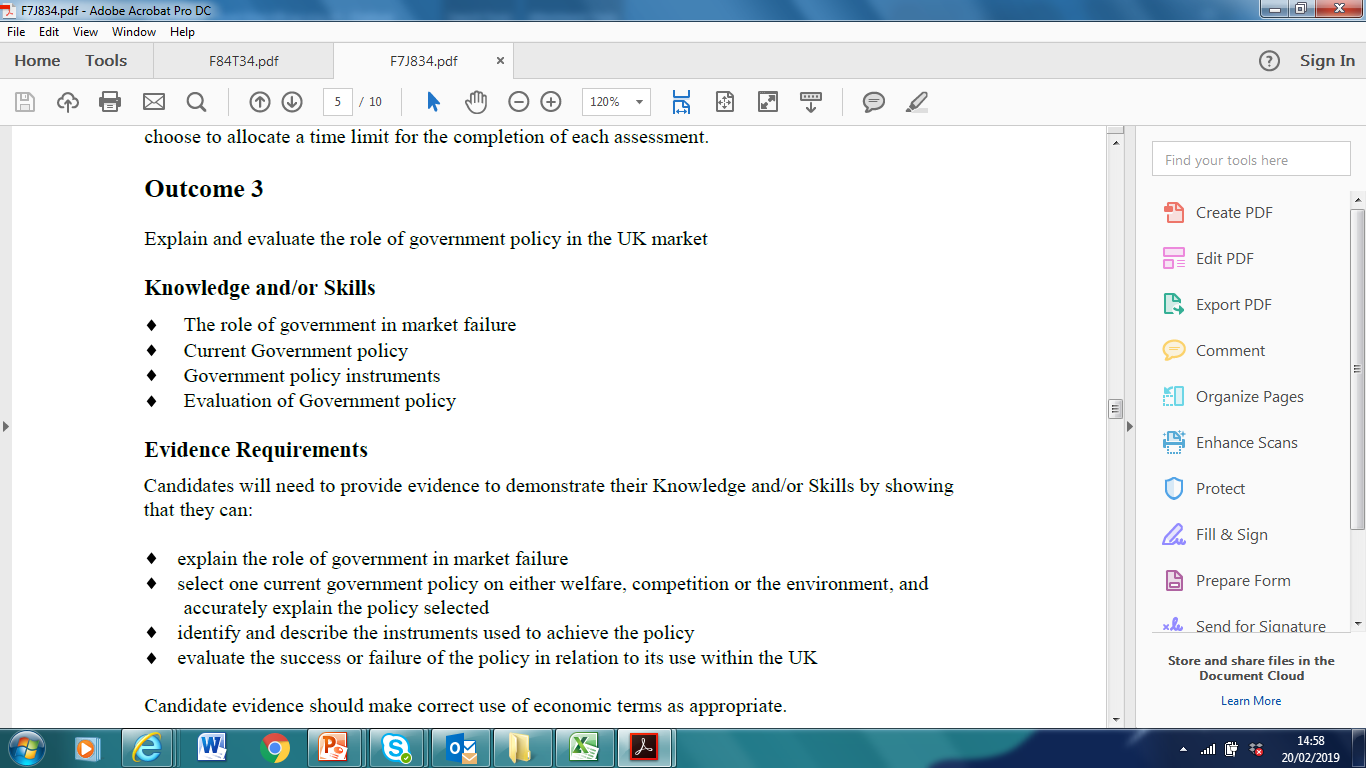 F7J834.pdf - Adobe Acrobat Pro DC
File Edit View Window Help
Home Tools F84T34.pdf F7J834.pdf × ? Sign In
5 / 10 120%
choose to allocate a time limit for the completion of each assessment.
Outcome 3
Explain and evaluate the role of government policy in the UK market
Knowledge and/or Skills
♦ The role of government in market failure
♦ Current Government policy
♦ Government policy instruments
♦ Evaluation of Government policy
Evidence Requirements
Candidates will need to provide evidence to demonstrate their Knowledge and/or Skills by showing
that they can:
♦ explain the role of government in market failure
♦ select one current government policy on either welfare, competition or the environment, and
accurately explain the policy selected
♦ identify and describe the instruments used to achieve the policy
♦ evaluate the success or failure of the policy in relation to its use within the UK
Candidate evidence should make correct use of economic terms as appropriate.
Find your tools here
Create PDF
Edit PDF
Export PDF
Comment
Organize Pages
Enhance Scans
Protect
Fill & Sign
Prepare Form
Send for Signature
Store and share files in the
Document Cloud
Learn More
14:58
20/02/2019